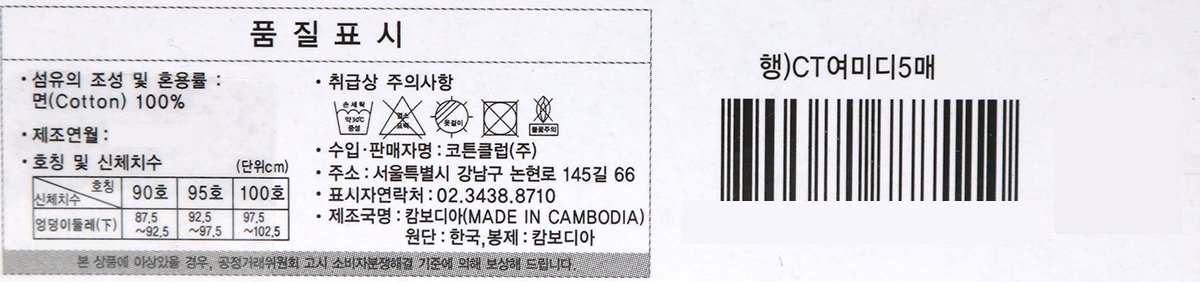 품질표시
· 섬유의 조성 및 혼용률 :
면(Cotton) 100%
· 제조연월 :
· 호칭 및 신체치수 (단위cm)
호칭
신체치수 90호 95호 100호
엉덩이둘레(下) 87.5~92.5 92.5~97.5 97.5~102.5
· 취급상 주의사항
손세탁 약30℃ 중성 염소 표백 옷걸이 불꽃주의
· 수입·판매자명 : 코튼클럽(주)
· 주소 : 서울특별시 강남구 논현로 145길 66
· 표시자연락처 : 02.3438.8710
· 제조국명 : 캄보디아(MADE IN CAMBODIA)
원단 : 한국,봉제 : 캄보디아
본 상품에 이상있을 경우, 공정거래위원회 고시 소비자분쟁해결 기준에 의해 보상해 드립니다.
행)CT여미디5매